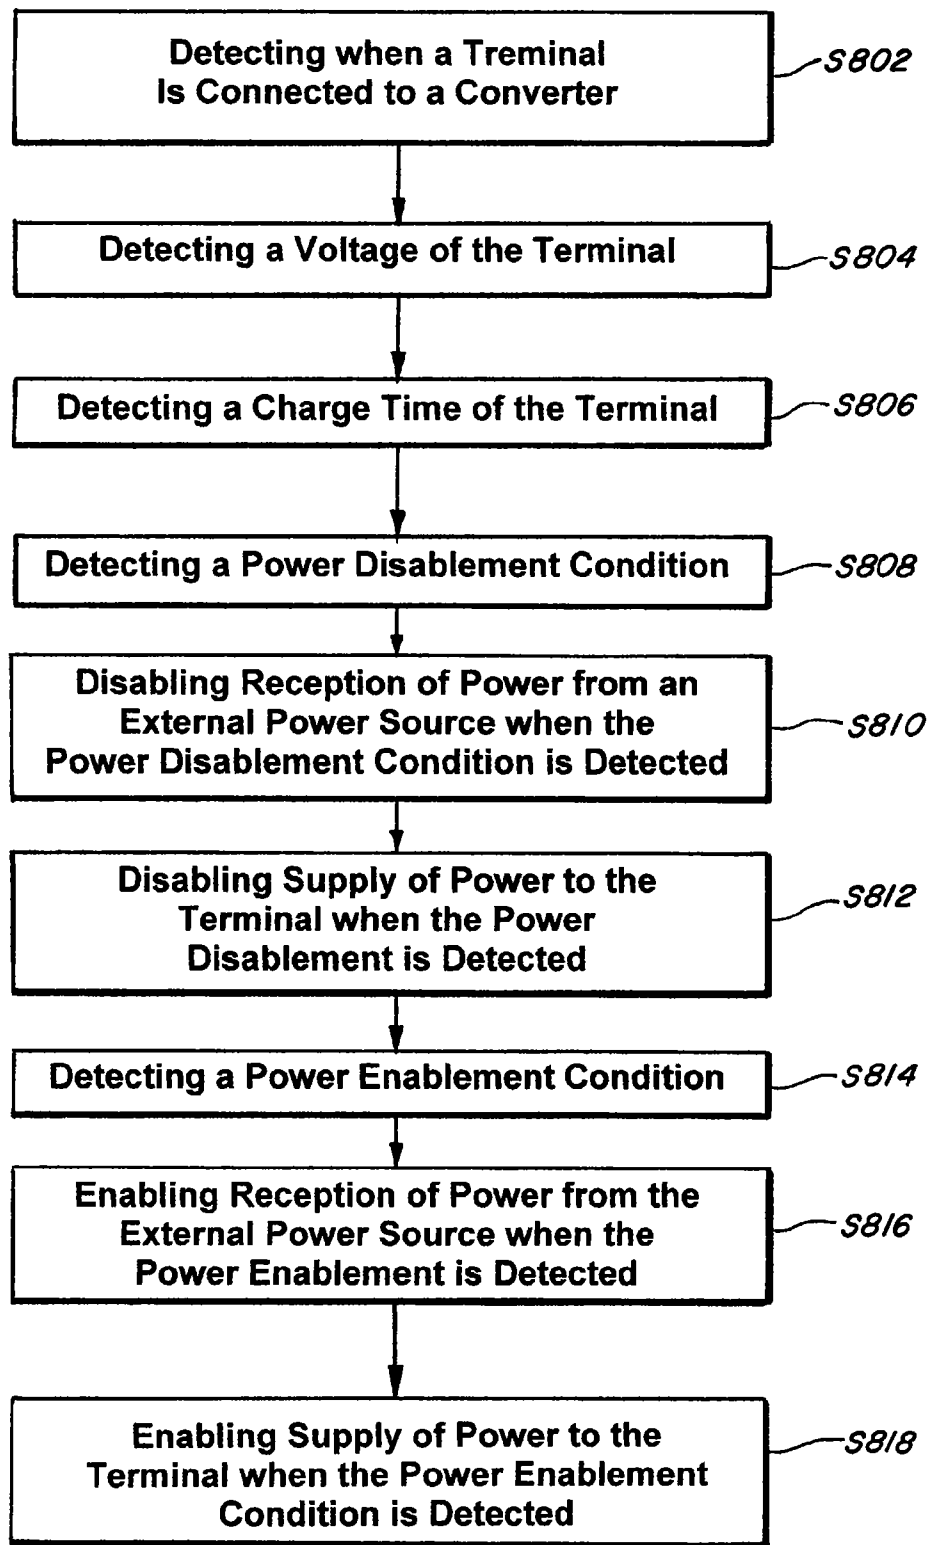 Detecting when a Treminal
Is Connected to a Converter
S802
Detecting a Voltage of the Terminal
S804
Detecting a Charge Time of the Terminal
S806
Detecting a Power Disablement Condition
S808
Disabling Reception of Power from an
External Power Source when the
Power Disablement Condition is Detected
S810
Disabling Supply of Power to the
Terminal when the Power
Disablement is Detected
S812
Detecting a Power Enablement Condition
S814
Enabling Reception of Power from the
External Power Source when the
Power Enablement is Detected
S816
Enabling Supply of Power to the
Terminal when the Power Enablement
Condition is Detected
S818